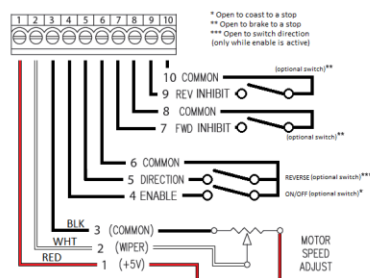 1 2 3 4 5 6 7 8 9 10
* Open to coast to a stop
** Open to brake to a stop
*** Open to switch direction
(only while enable is active)
(optional switch)**
10 COMMON
9 REV INHIBIT
8 COMMON
7 FWD INHIBIT
(optional switch)**
6 COMMON
5 DIRECTION
REVERSE (optional switch)***
4 ENABLE
ON/OFF (optional switch)*
BLK
3 (COMMON)
WHT
2 (WIPER)
RED
1 (+5V)
MOTOR
SPEED
ADJUST